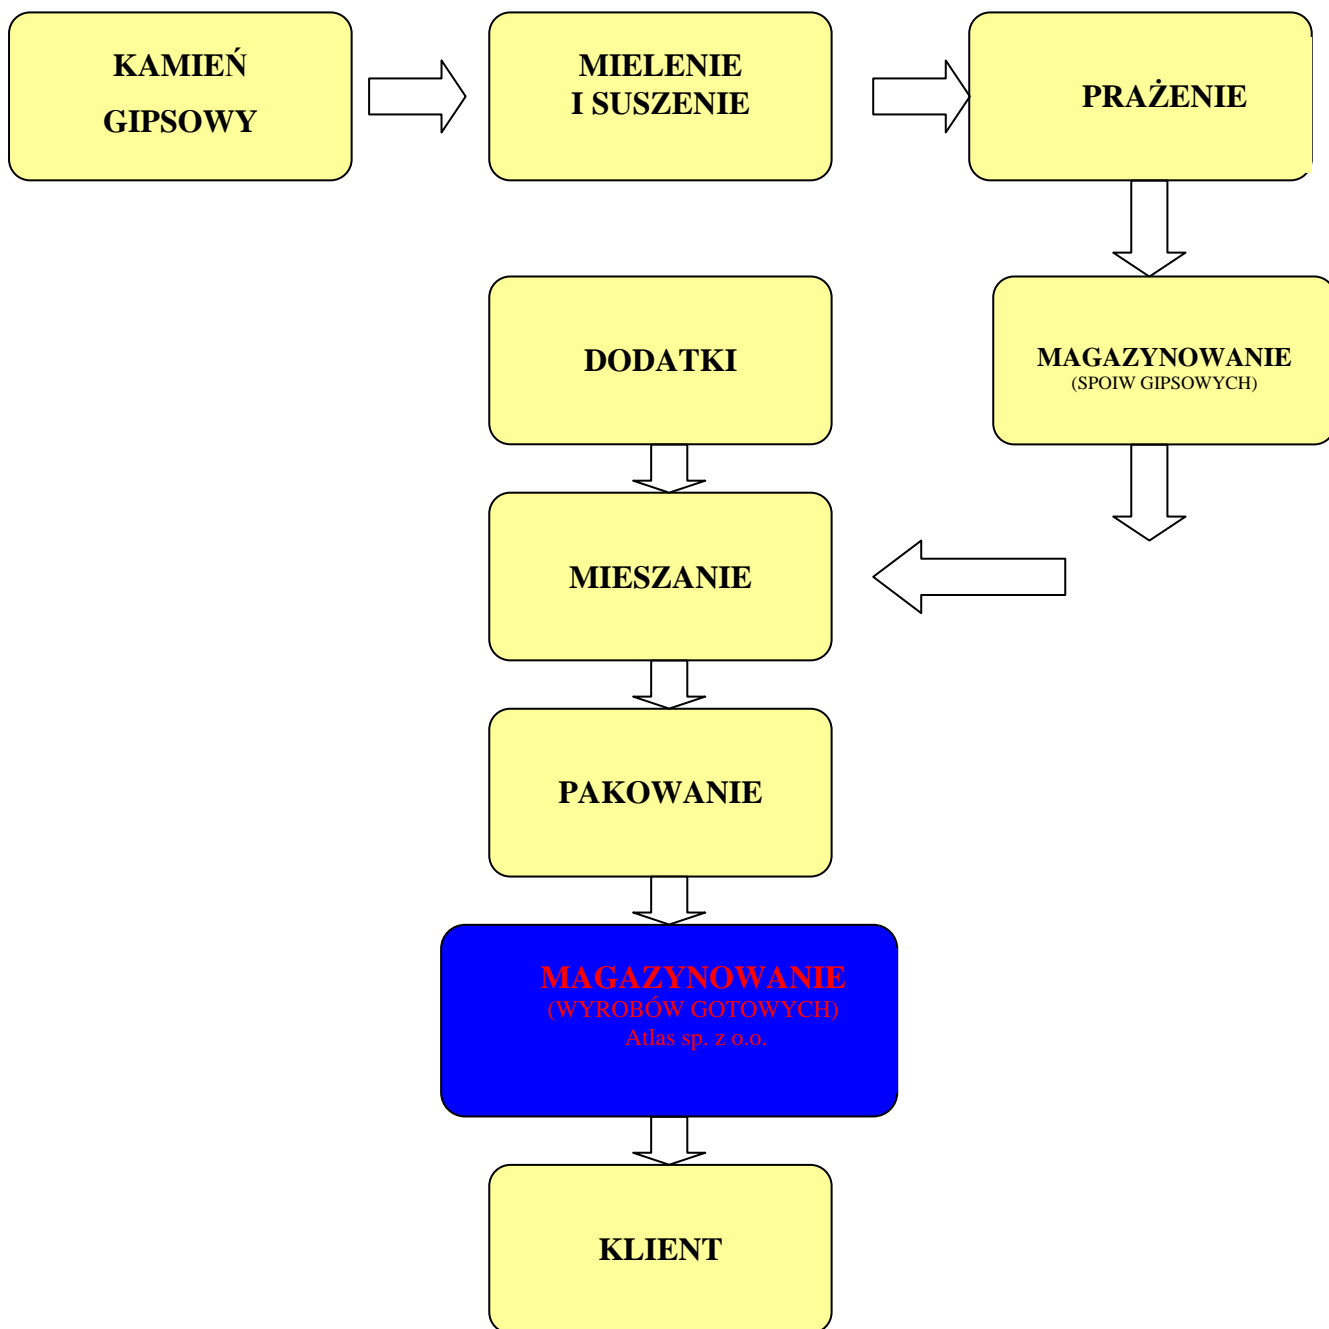 KAMIEŃ
GIPSOWY
MIELENIE
I SUSZENIE
PRAŻENIE
DODATKI
MAGAZYNOWANIE
(SPOIW GIPSOWYCH)
MIESZANIE
PAKOWANIE
MAGAZYNOWANIE
(WYROBÓW GOTOWYCH)
Atlas sp. z o.o.
KLIENT